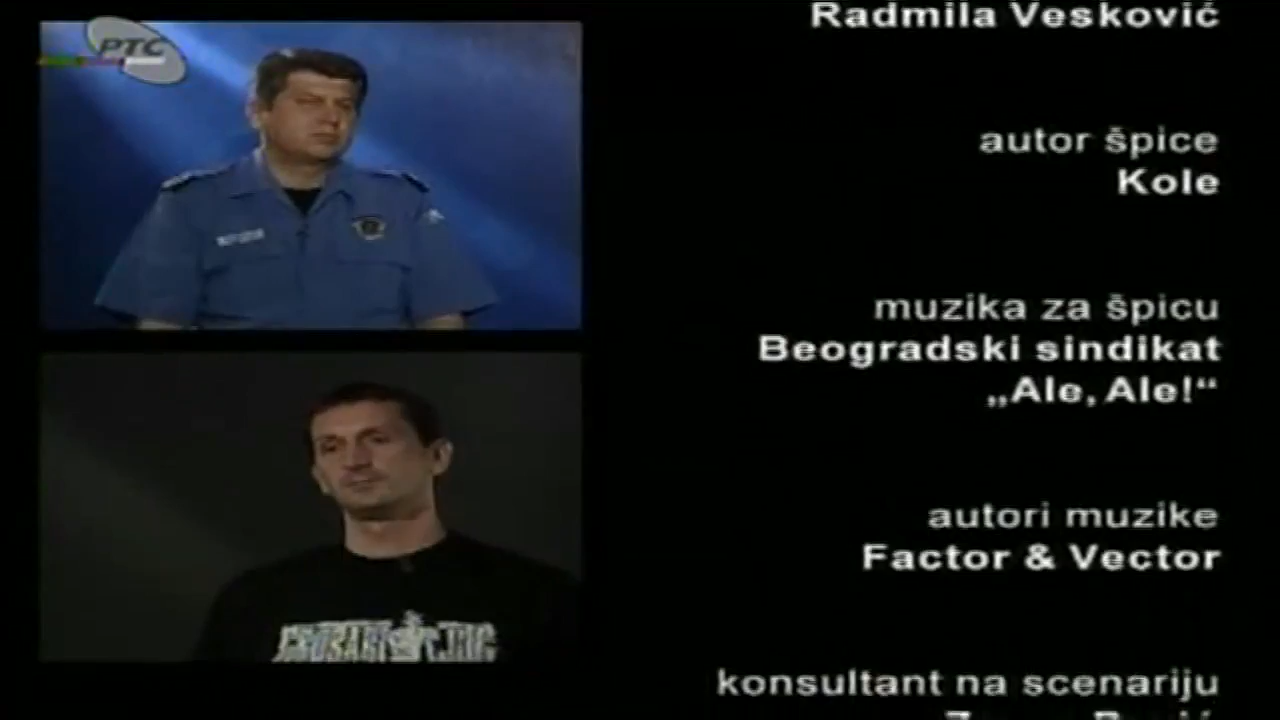 РТС
Radmila Vesković
autor špice
Kole
muzika za špicu
Beogradski sindikat
„Ale, Ale!“
autori muzike
Factor & Vector
konsultant na scenariju